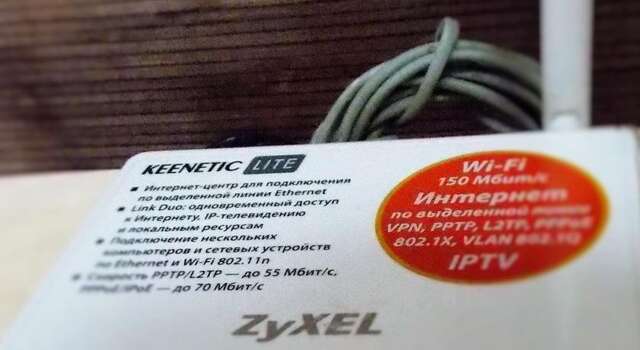 KEENETIC LITE
■ Интернет-центр для подключения
по выделенной линии Ethernet
■ Link Duo: одновременный доступ
к Интернету, IP-телевидению
и локальным ресурсам
■ Подключение нескольких
компьютеров и сетевых устройств
по Ethernet и Wi-Fi 802.11n
■ Скорость PPTP/L2TP — до 55 Мбит/с,
PPPoE/IPoE — до 70 Мбит/с
Wi-Fi
150 Мбит/с
Интернет
по выделенной линии
VPN, PPTP, L2TP, PPPoE
802.1X, VLAN 802.1Q
IPTV
ZyXEL